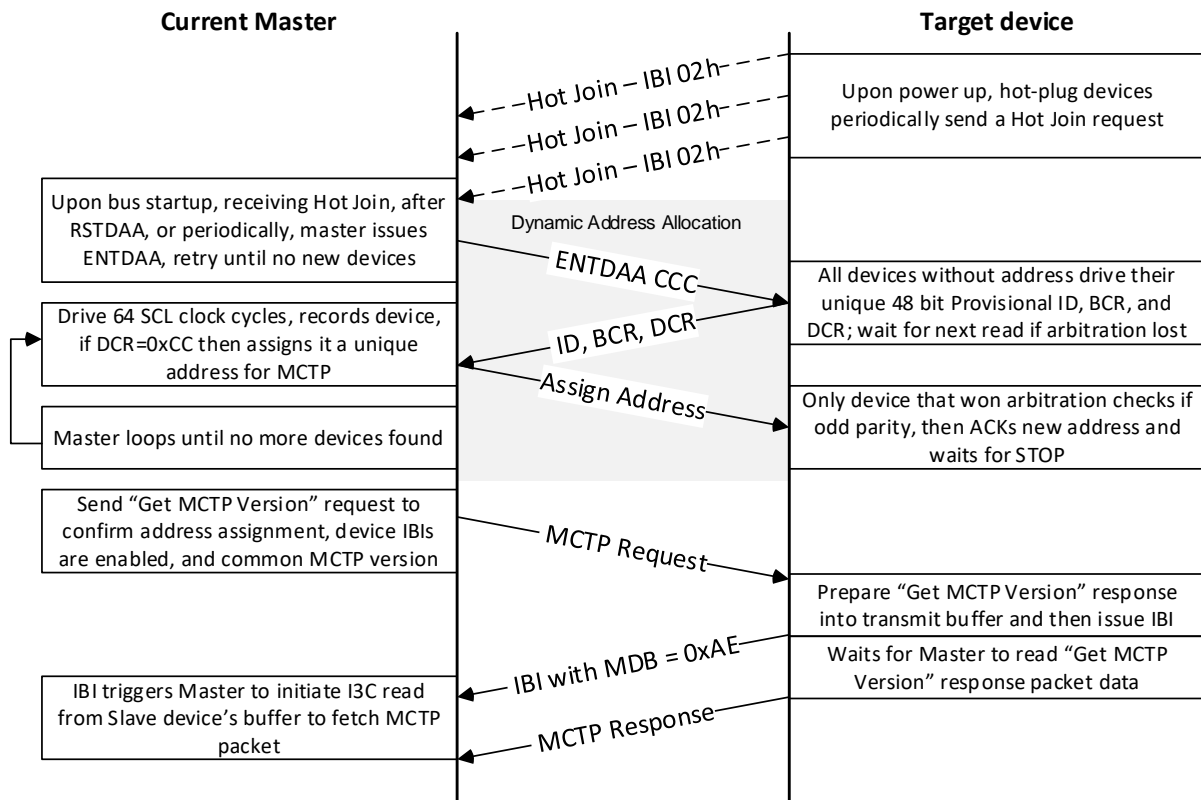 Current Master
Target device
Hot Join – IBI 02h
Hot Join – IBI 02h
Hot Join – IBI 02h
Upon power up, hot-plug devices
periodically send a Hot Join request
Upon bus startup, receiving Hot Join, after
RSTDAA, or periodically, master issues
ENTDAA, retry until no new devices
Dynamic Address Allocation
ENTDAA CCC
All devices without address drive their
unique 48 bit Provisional ID, BCR, and
DCR; wait for next read if arbitration lost
Drive 64 SCL clock cycles, records device,
if DCR=0xCC then assigns it a unique
address for MCTP
ID, BCR, DCR
Assign Address
Only device that won arbitration checks if
odd parity, then ACKs new address and
waits for STOP
Master loops until no more devices found
Send “Get MCTP Version” request to
confirm address assignment, device IBIs
are enabled, and common MCTP version
MCTP Request
Prepare “Get MCTP Version” response
into transmit buffer and then issue IBI
IBI with MDB = 0xAE
Waits for Master to read “Get MCTP
Version” response packet data
IBI triggers Master to initiate I3C read
from Slave device’s buffer to fetch MCTP
packet
MCTP Response